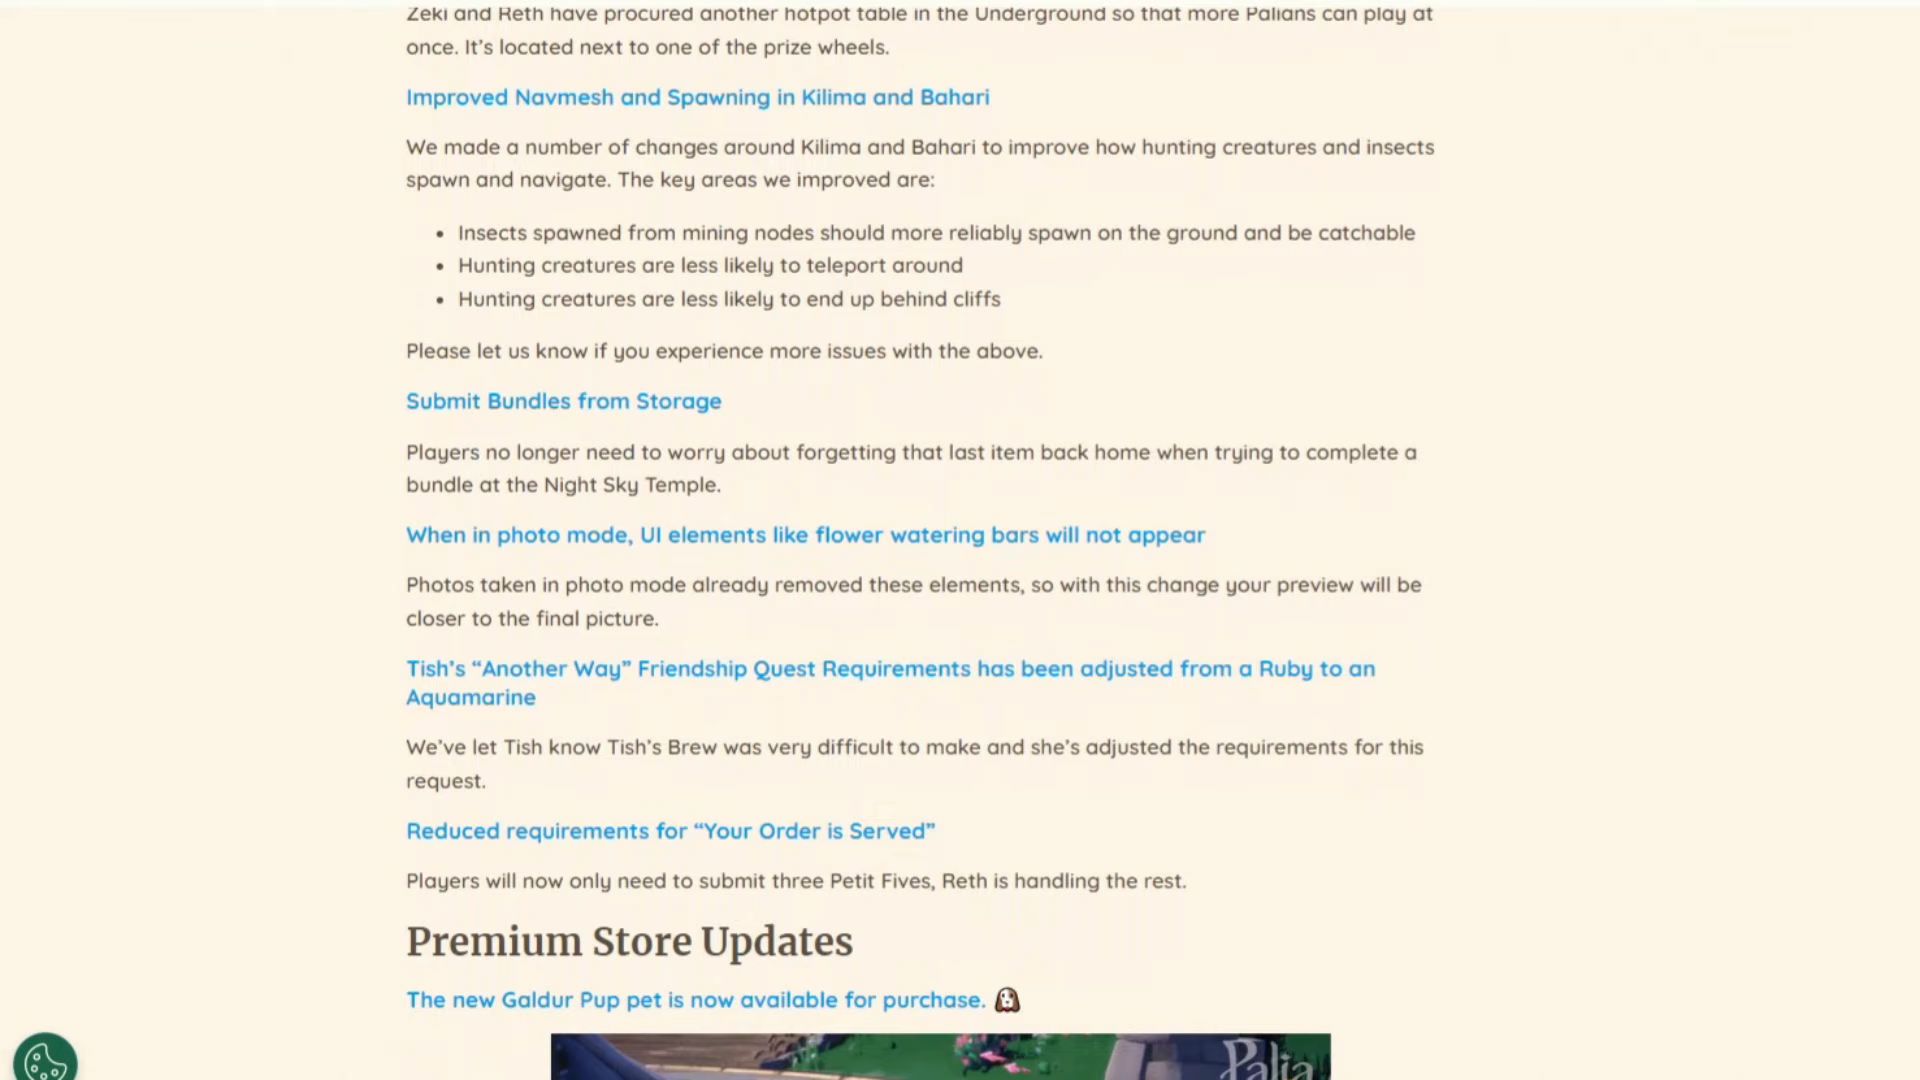 Zeki and Reth have procured another hotpot table in the Underground so that more Palians can play at
once. It’s located next to one of the prize wheels.
Improved Navmesh and Spawning in Kilima and Bahari
We made a number of changes around Kilima and Bahari to improve how hunting creatures and insects
spawn and navigate. The key areas we improved are:
• Insects spawned from mining nodes should more reliably spawn on the ground and be catchable
• Hunting creatures are less likely to teleport around
• Hunting creatures are less likely to end up behind cliffs
Please let us know if you experience more issues with the above.
Submit Bundles from Storage
Players no longer need to worry about forgetting that last item back home when trying to complete a
bundle at the Night Sky Temple.
When in photo mode, UI elements like flower watering bars will not appear
Photos taken in photo mode already removed these elements, so with this change your preview will be
closer to the final picture.
Tish’s “Another Way” Friendship Quest Requirements has been adjusted from a Ruby to an
Aquamarine
We’ve let Tish know Tish’s Brew was very difficult to make and she’s adjusted the requirements for this
request.
Reduced requirements for “Your Order is Served”
Players will now only need to submit three Petit Fives, Reth is handling the rest.
Premium Store Updates
The new Galdur Pup pet is now available for purchase.
Palia